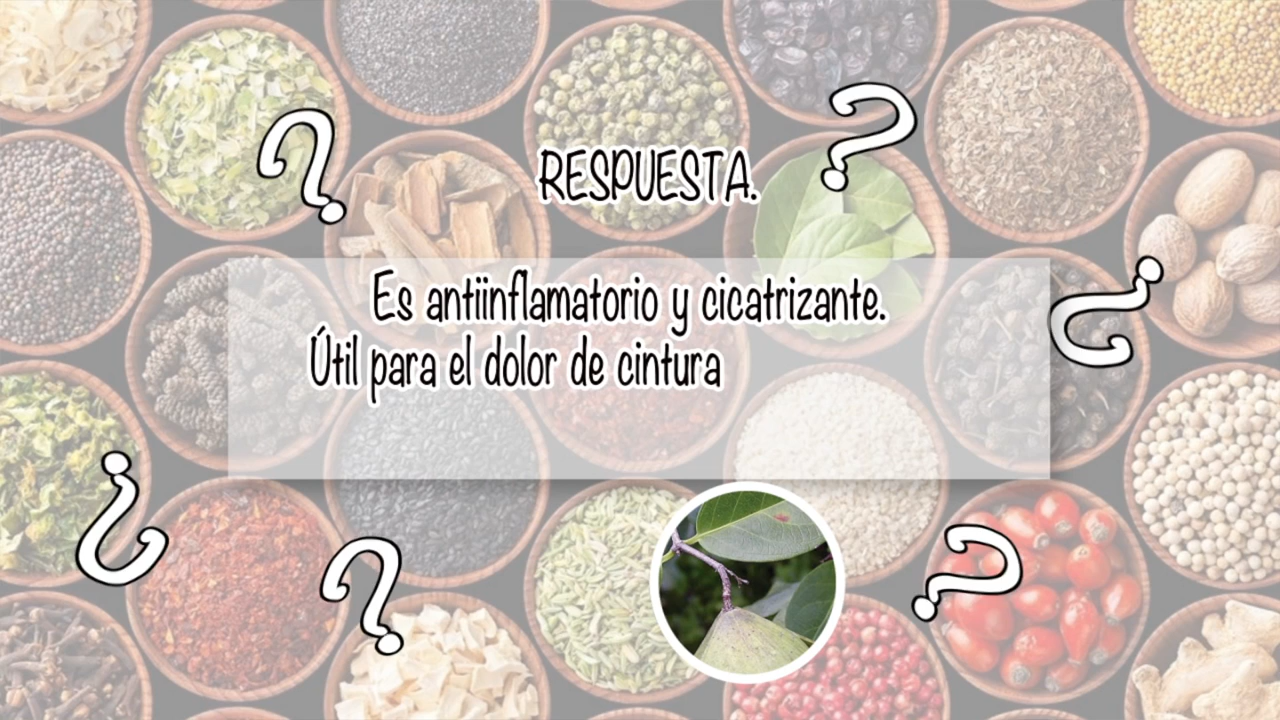 RESPUESTA.
Es antiinflamatorio y cicatrizante.
Útil para el dolor de cintura